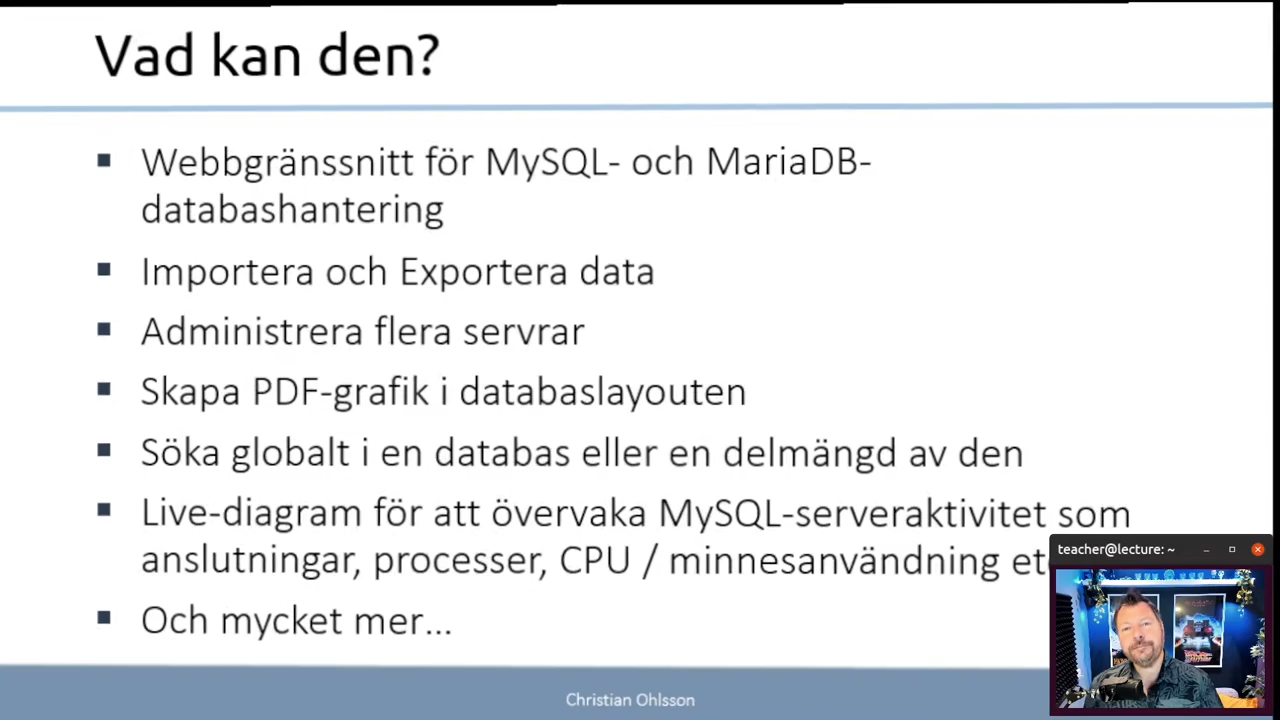 Vad kan den?
Webbgränssnitt för MySQL- och MariaDB-
databashantering
Importera och Exportera data
Administrera flera servrar
Skapa PDF-grafik i databaslayouten
Söka globalt i en databas eller en delmängd av den
Live-diagram för att övervaka MySQL-serveraktivitet som
anslutningar, processer, CPU / minnesanvändning etc
Och mycket mer...
teacher@lecture: ~
Christian Ohlsson